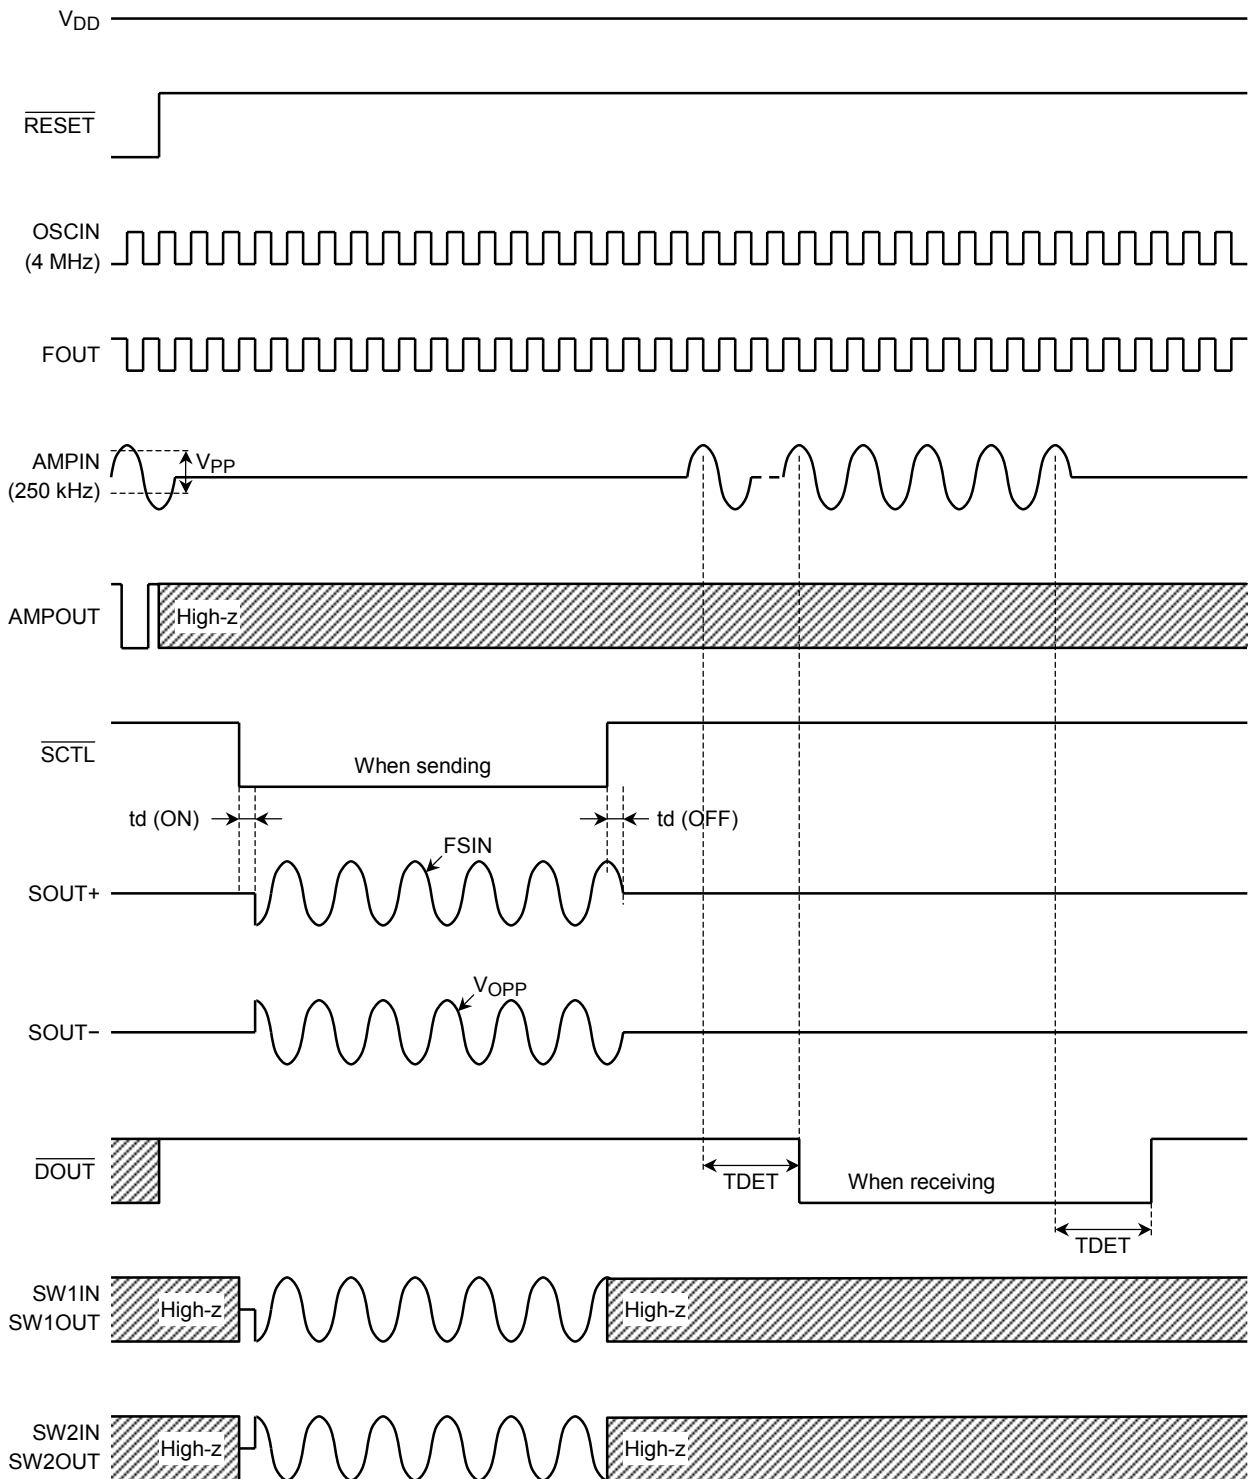 VDD
RESET
OSCIN
(4 MHz)
FOUT
AMPIN
(250 kHz)
VPP
AMPOUT
High-z
SCTL
When sending
td (ON)
td (OFF)
FSIN
SOUT+
VOPP
SOUT−
DOUT
TDET
When receiving
TDET
SW1IN
SW1OUT
High-z
High-z
SW2IN
SW2OUT
High-z
High-z